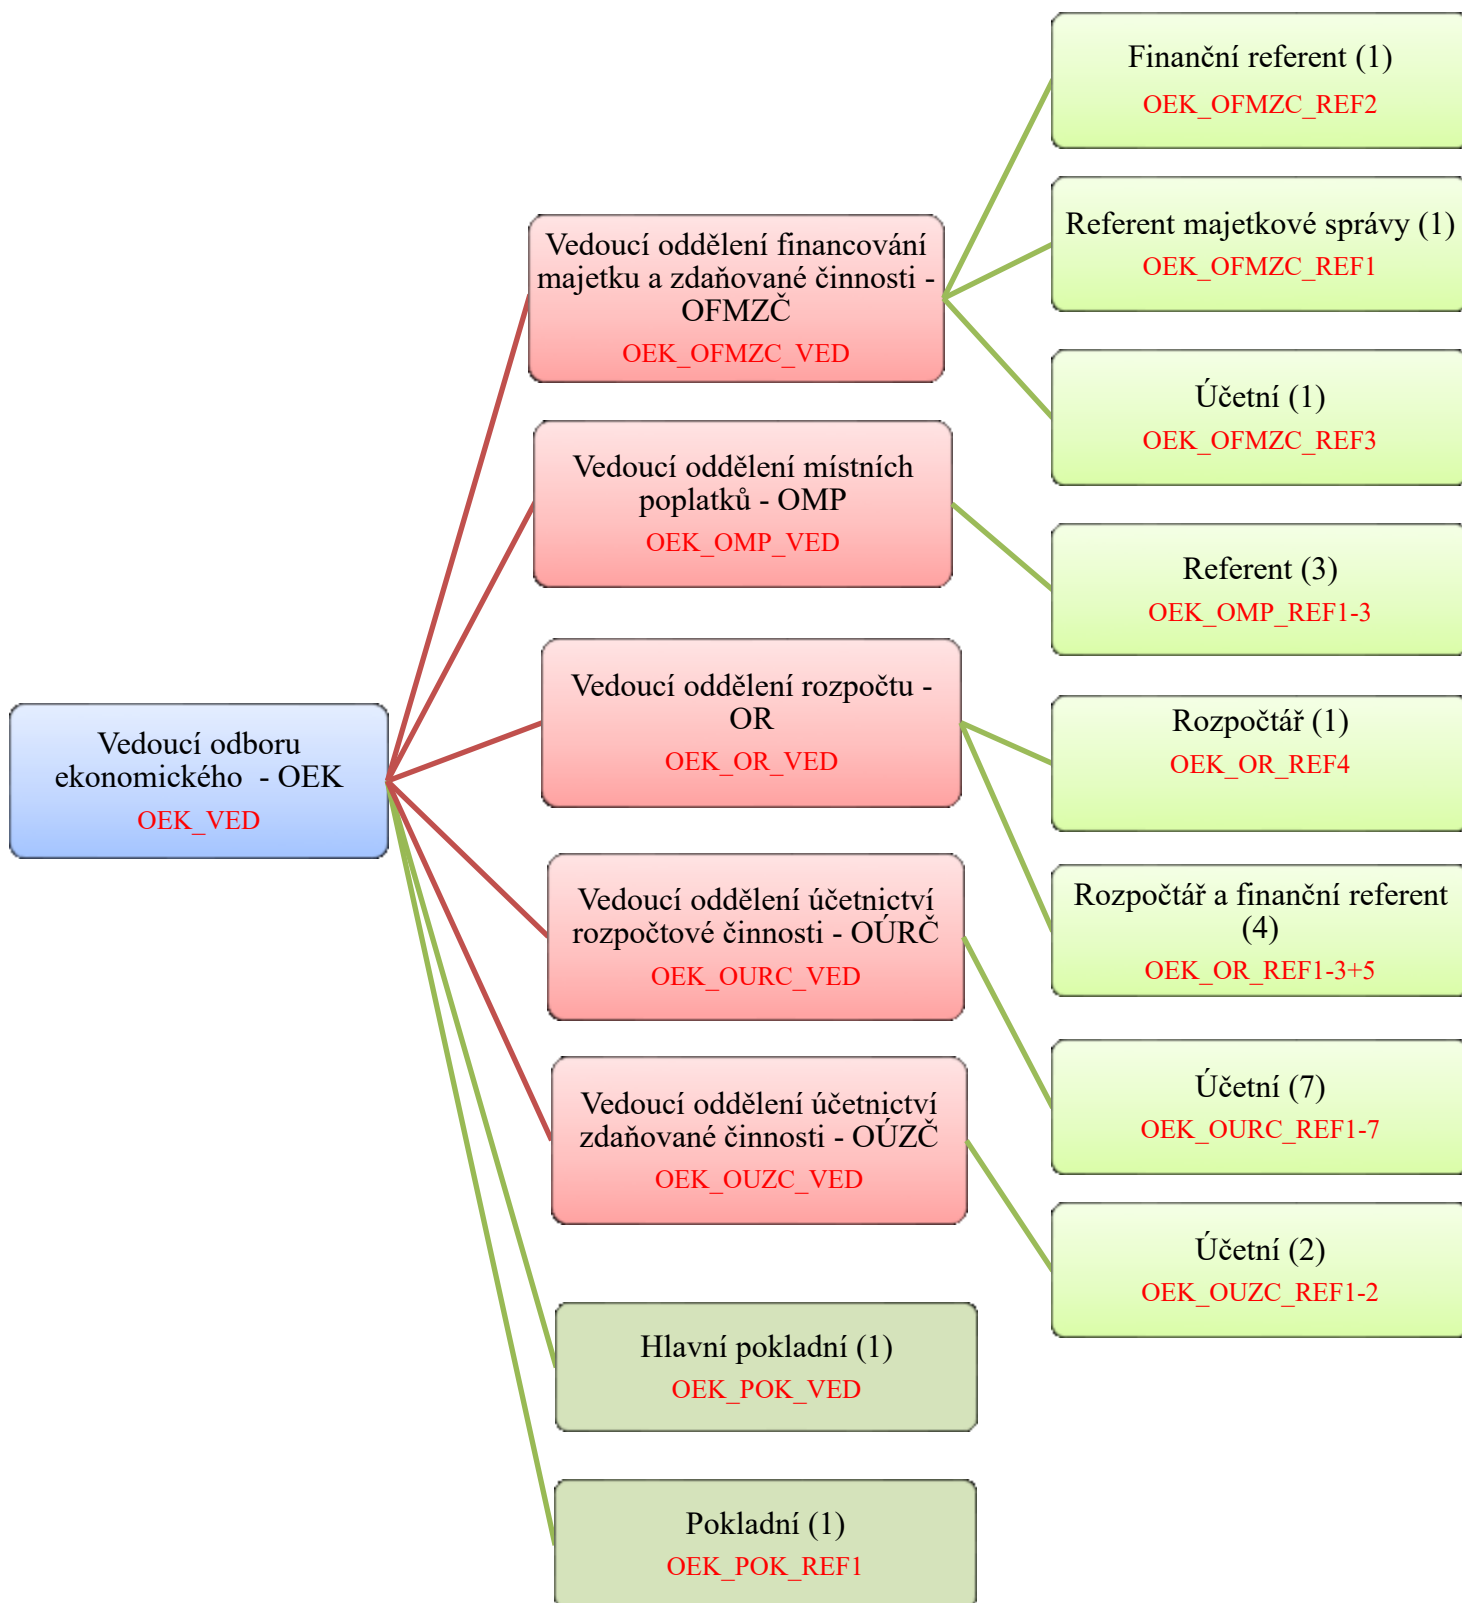 Vedoucí odboru
ekonomického  - OEK
OEK_VED
Vedoucí oddělení financování
majetku a zdaňované činnosti -
OFMZČ
OEK_OFMZC_VED
Finanční referent (1)
OEK_OFMZC_REF2
Referent majetkové správy (1)
OEK_OFMZC_REF1
Účetní (1)
OEK_OFMZC_REF3
Vedoucí oddělení místních
poplatků - OMP
OEK_OMP_VED
Referent (3)
OEK_OMP_REF1-3
Vedoucí oddělení rozpočtu -
OR
OEK_OR_VED
Rozpočtář (1)
OEK_OR_REF4
Rozpočtář a finanční referent
(4)
OEK_OR_REF1-3+5
Vedoucí oddělení účetnictví
rozpočtové činnosti - OÚRČ
OEK_OURC_VED
Účetní (7)
OEK_OURC_REF1-7
Vedoucí oddělení účetnictví
zdaňované činnosti - OÚZČ
OEK_OUZC_VED
Účetní (2)
OEK_OUZC_REF1-2
Hlavní pokladní (1)
OEK_POK_VED
Pokladní (1)
OEK_POK_REF1